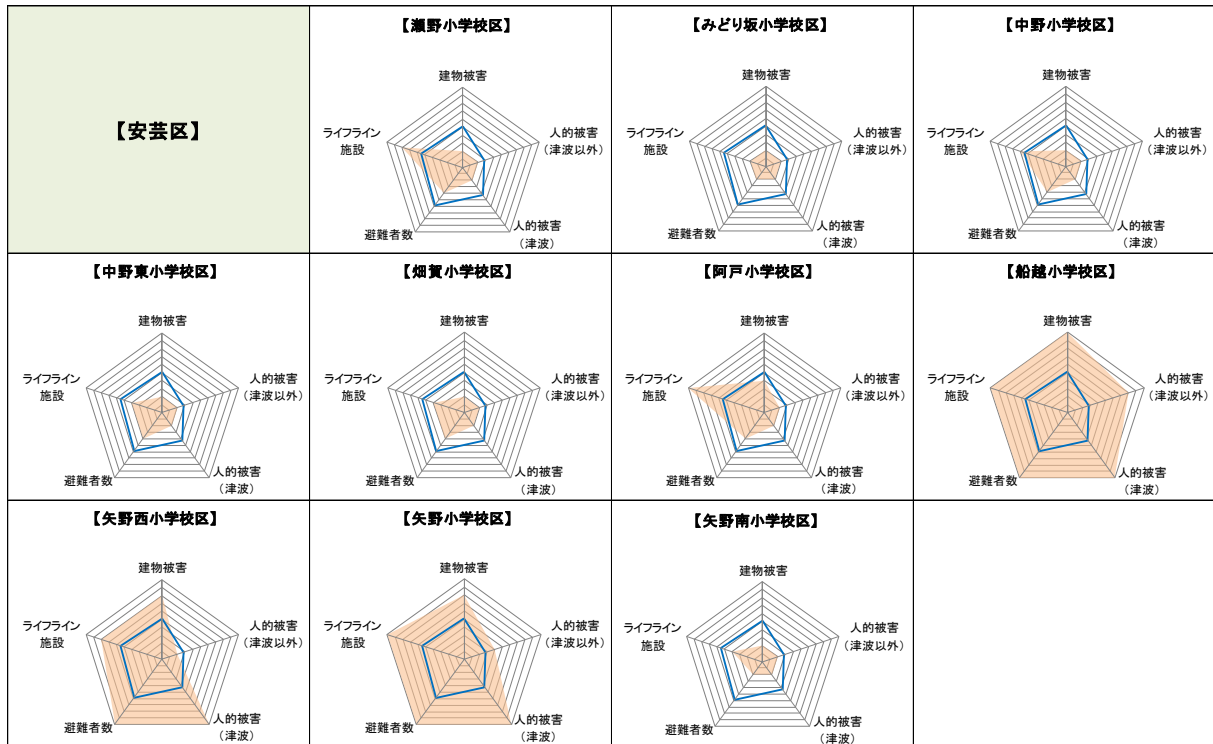 【安芸区】
【瀬野小学校区】
建物被害
ライフライン
施設
人的被害
（津波以外）
避難者数
人的被害
（津波）
【みどり坂小学校区】
建物被害
ライフライン
施設
人的被害
（津波以外）
避難者数
人的被害
（津波）
【中野小学校区】
建物被害
ライフライン
施設
人的被害
（津波以外）
避難者数
人的被害
（津波）
【中野東小学校区】
建物被害
ライフライン
施設
人的被害
（津波以外）
避難者数
人的被害
（津波）
【畑賀小学校区】
建物被害
ライフライン
施設
人的被害
（津波以外）
避難者数
人的被害
（津波）
【阿戸小学校区】
建物被害
ライフライン
施設
人的被害
（津波以外）
避難者数
人的被害
（津波）
【船越小学校区】
建物被害
ライフライン
施設
人的被害
（津波以外）
避難者数
人的被害
（津波）
【矢野西小学校区】
建物被害
ライフライン
施設
人的被害
（津波以外）
避難者数
人的被害
（津波）
【矢野小学校区】
建物被害
ライフライン
施設
人的被害
（津波以外）
避難者数
人的被害
（津波）
【矢野南小学校区】
建物被害
ライフライン
施設
人的被害
（津波以外）
避難者数
人的被害
（津波）